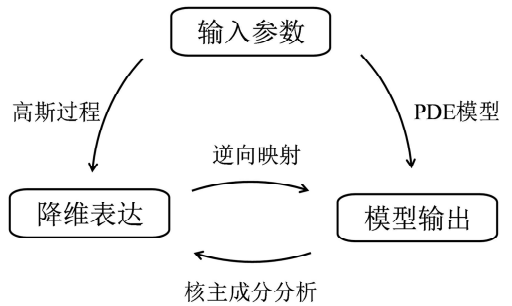 输入参数
高斯过程
PDE模型
逆向映射
降维表达
模型输出
核主成分分析